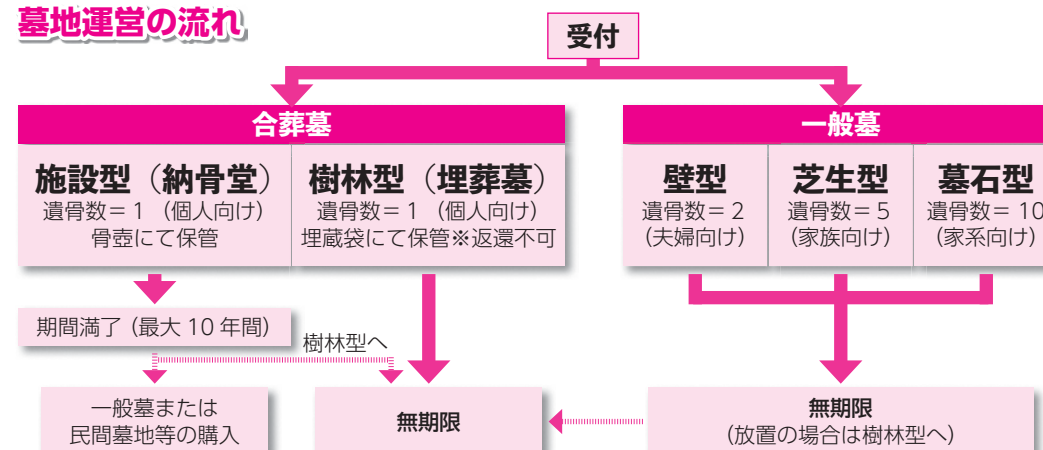 墓地運営の流れ
受付
合葬墓
施設型（納骨堂）
遺骨数＝1 （個人向け）
骨壺にて保管
樹林型（埋葬墓）
遺骨数＝1 （個人向け）
埋蔵袋にて保管※返還不可
一般墓
壁型
遺骨数＝2
（夫婦向け）
芝生型
遺骨数＝5
（家族向け）
墓石型
遺骨数＝10
（家系向け）
期間満了（最大10年間）
樹林型へ
一般墓または
民間墓地等の購入
無期限
無期限
（放置の場合は樹林型へ）